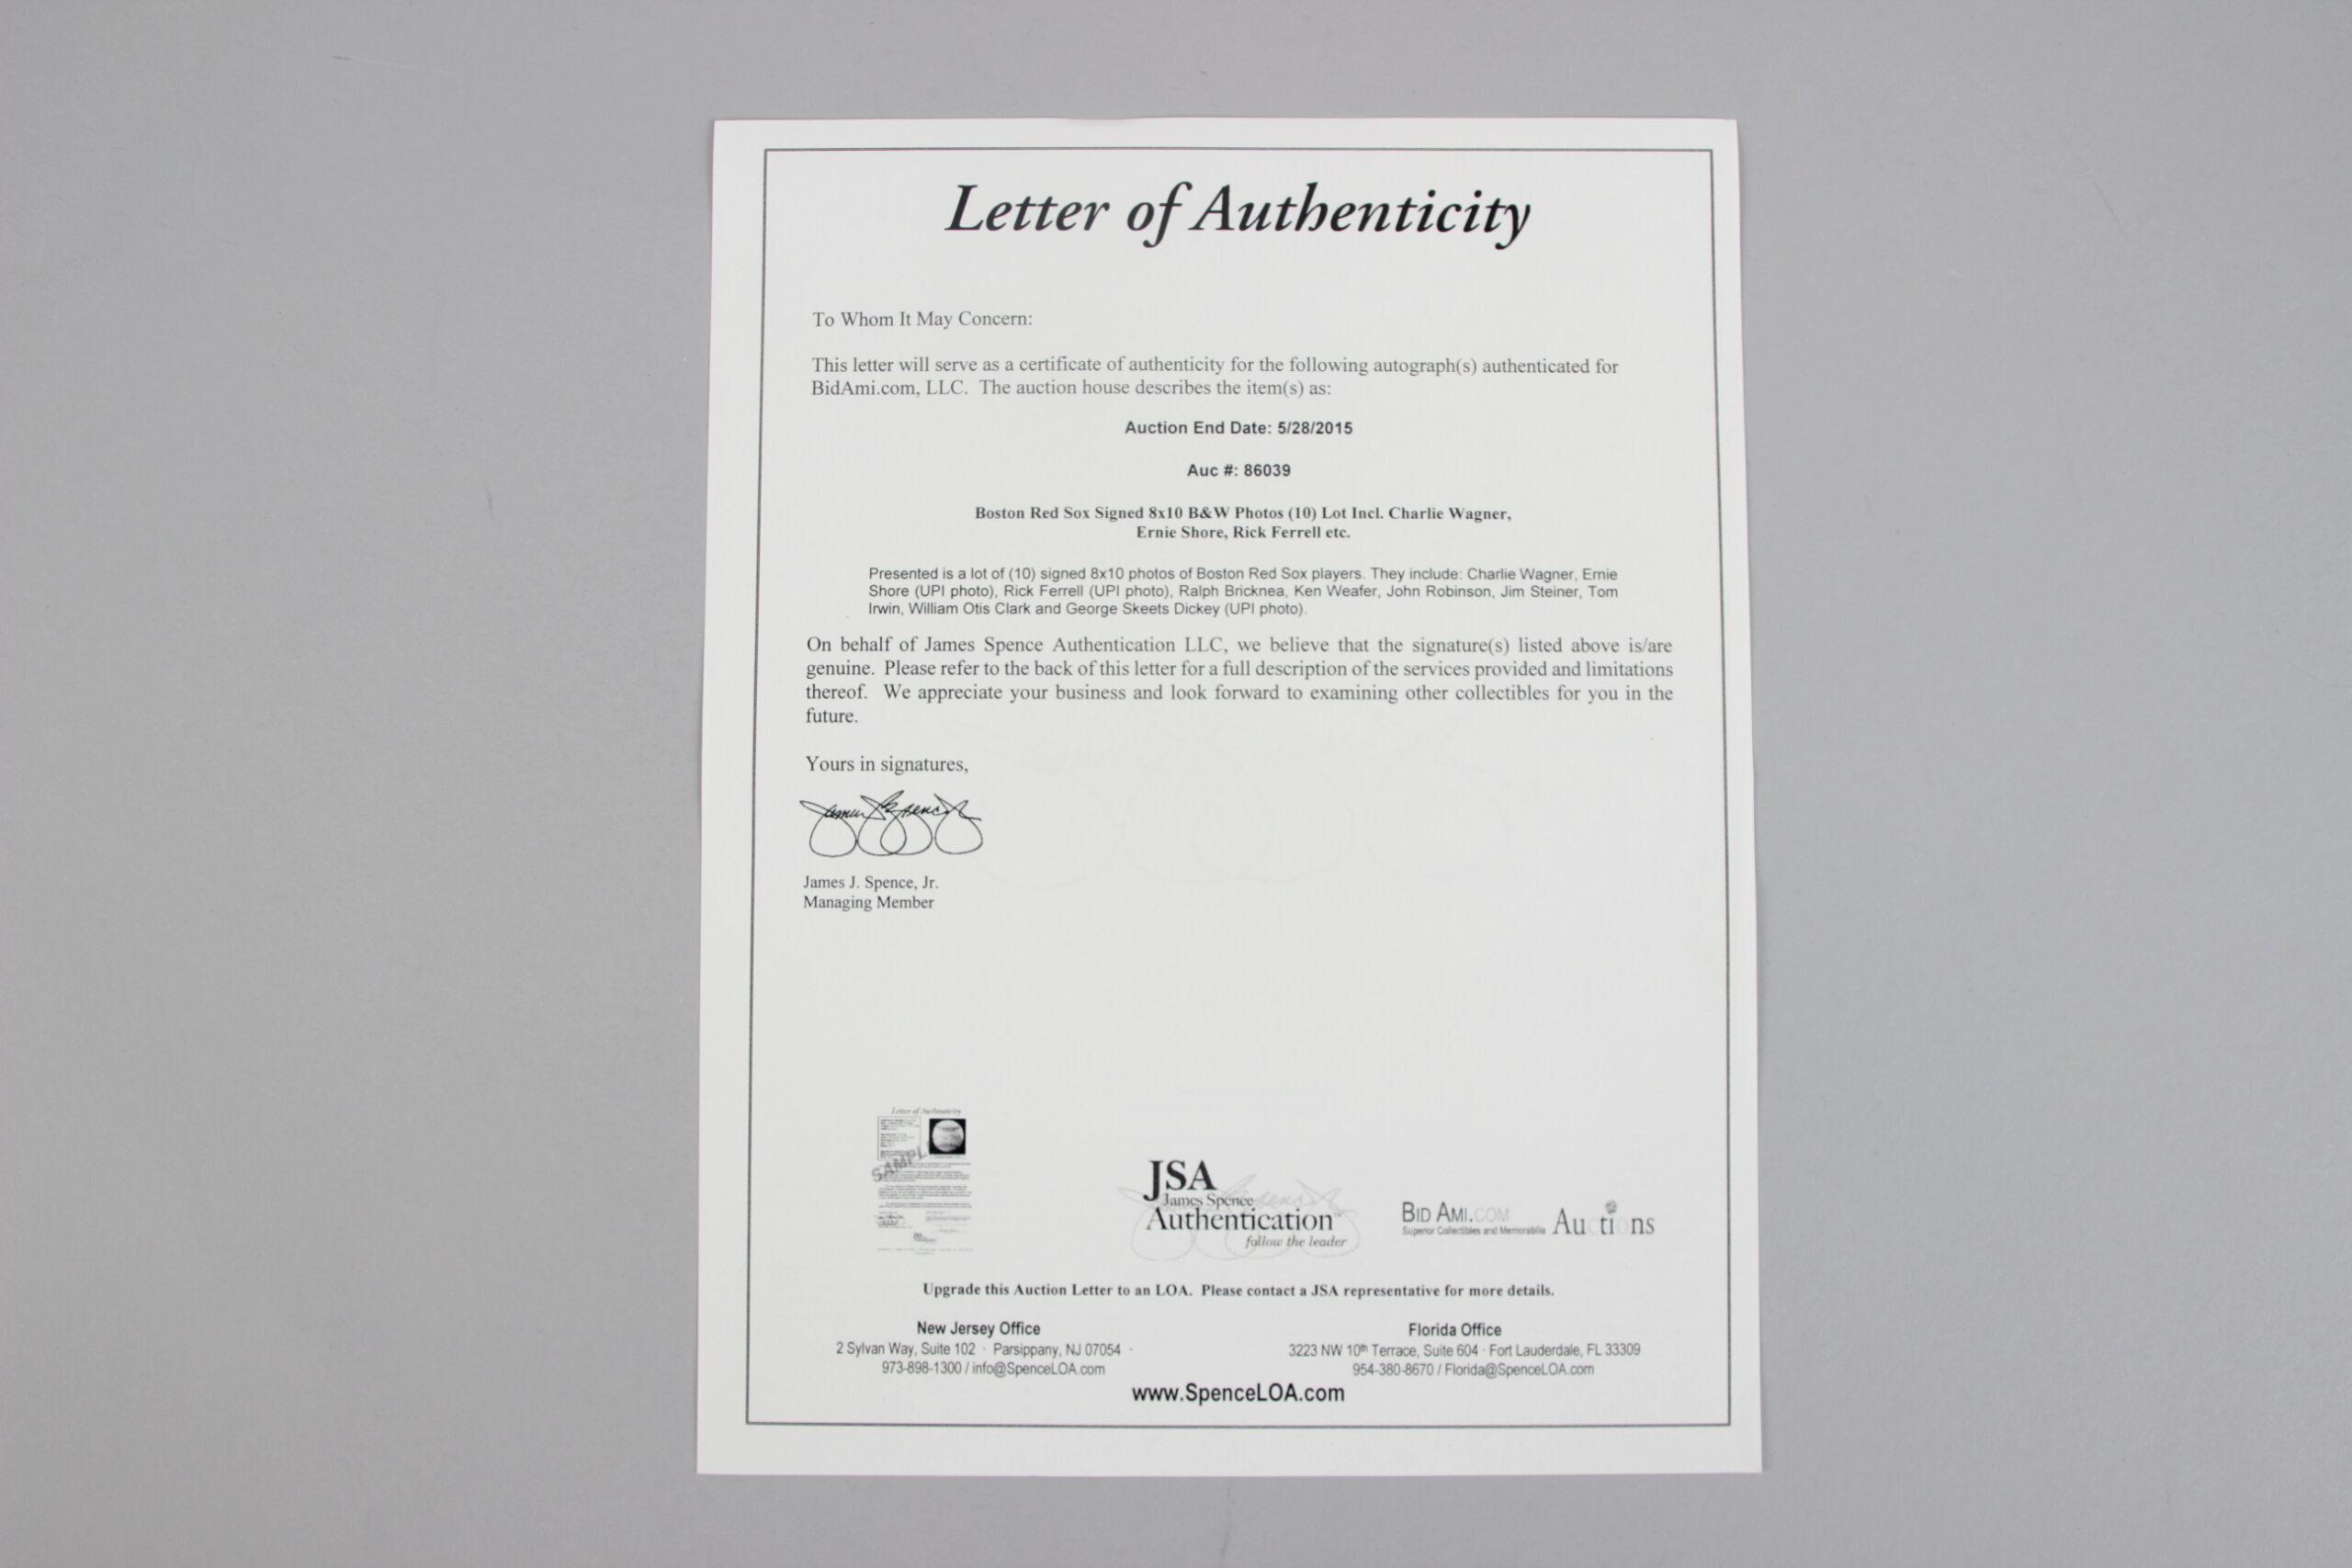 Letter of Authenticity
To Whom It May Concern:
This letter will serve as a certificate of authenticity for the following autograph(s) authenticated for
BidAmi.com, LLC. The auction house describes the item(s) as:
Auction End Date: 5/28/2015
Auc #: 86039
Boston Red Sox Signed 8x10 B&W Photos (10) Lot Incl. Charlie Wagner,
Ernie Shore, Rick Ferrell etc.
Presented is a lot of (10) signed 8x10 photos of Boston Red Sox players. They include: Charlie Wagner, Ernie
Shore (UPI photo), Rick Ferrell (UPI photo), Ralph Bricknea, Ken Weafer, John Robinson, Jim Steiner, Tom
Irwin, William Otis Clark and George Skeets Dickey (UPI photo).
On behalf of James Spence Authentication LLC, we believe that the signature(s) listed above is/are
genuine. Please refer to the back of this letter for a full description of the services provided and limitations
thereof. We appreciate your business and look forward to examining other collectibles for you in the
future.
Yours in signatures,
James J. Spence, Jr.
Managing Member
Letter of Authenticity
SAMPLE
JSA
James Spence
Authentication™
follow the leader
BID AMI.COM
Superior Collectibles and Memorabilia
Auctions
Upgrade this Auction Letter to an LOA. Please contact a JSA representative for more details.
New Jersey Office
2 Sylvan Way, Suite 102 · Parsippany, NJ 07054 ·
973-898-1300 / info@SpenceLOA.com
Florida Office
3223 NW 10th Terrace, Suite 604 · Fort Lauderdale, FL 33309
954-380-8670 / Florida@SpenceLOA.com
www.SpenceLOA.com